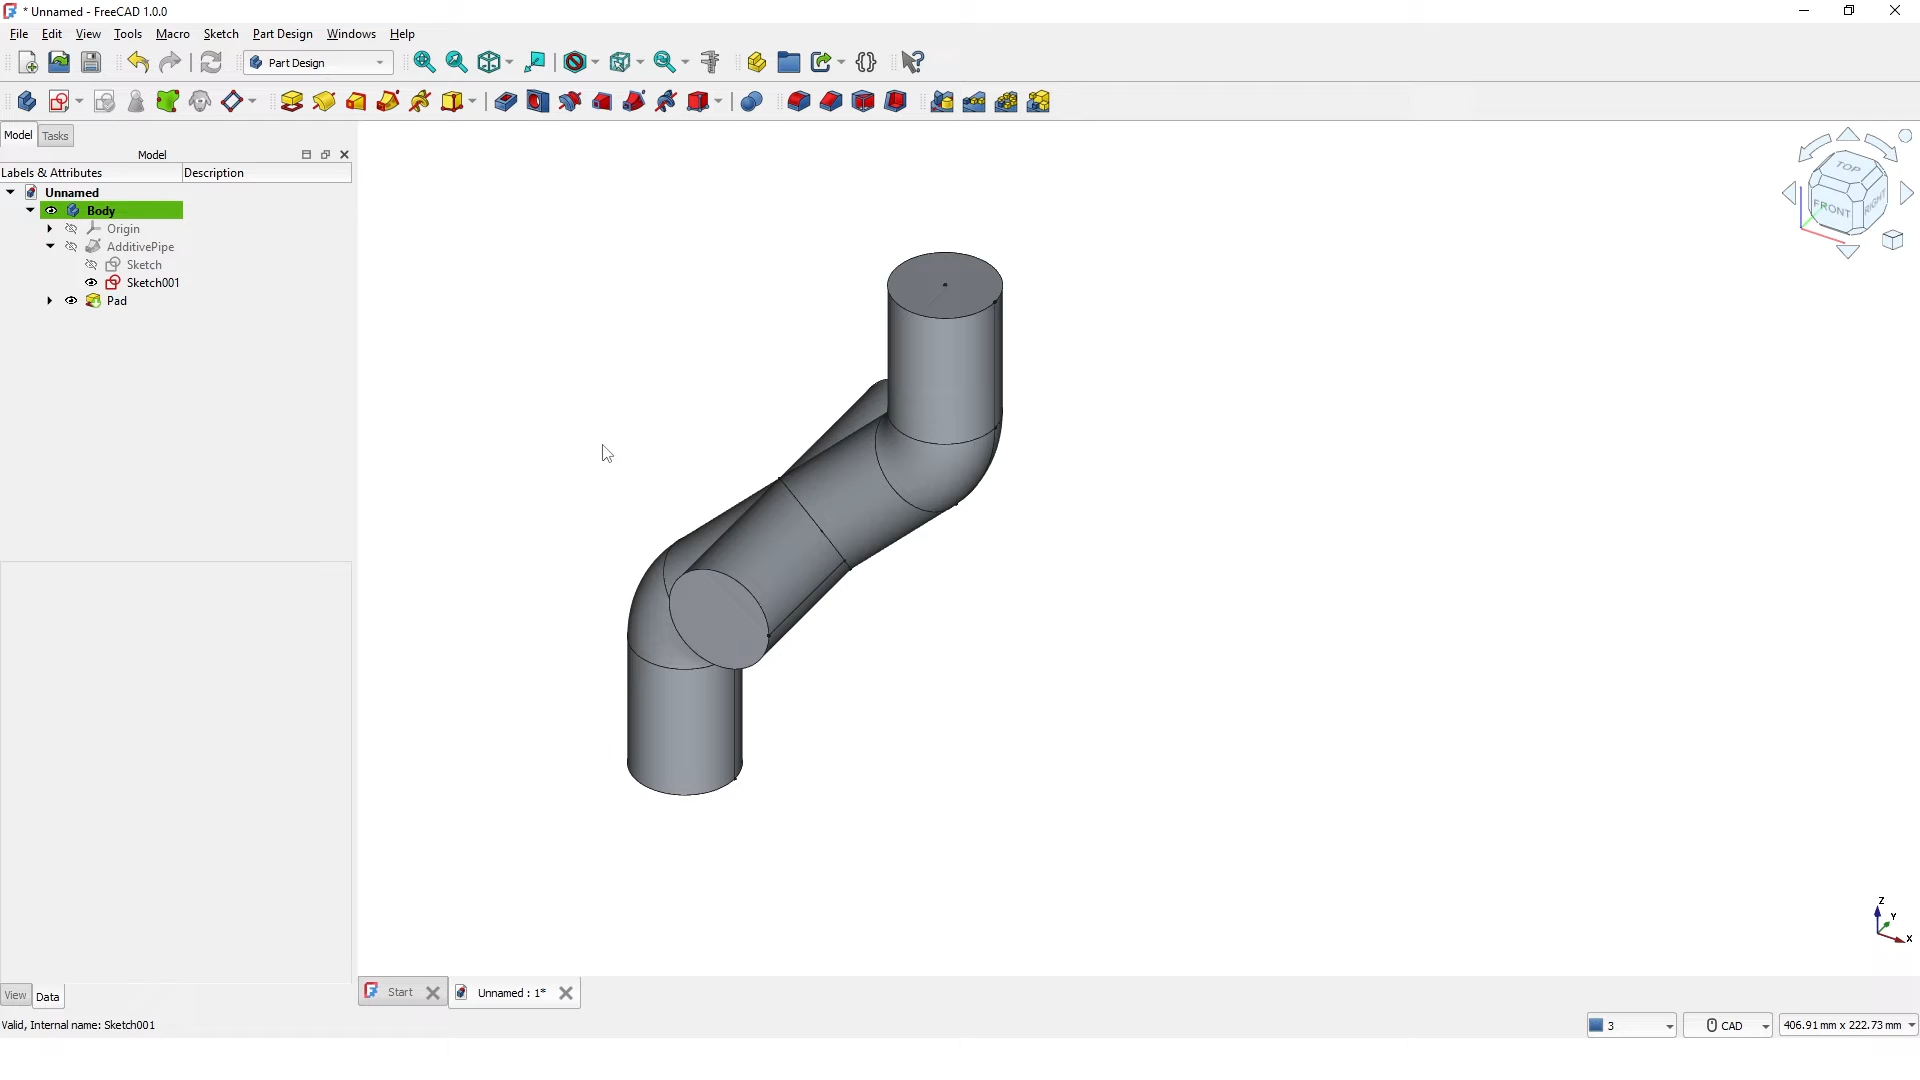 * Unnamed - FreeCAD 1.0.0
File Edit View Tools Macro Sketch Part Design Windows Help
Part Design
Model Tasks
Model
Labels & Attributes Description
Unnamed
Body
Origin
AdditivePipe
Sketch
Sketch001
Pad
TOP
FRONT RIGHT
Z
Y
X
View Data
Start Unnamed : 1*
Valid, Internal name: Sketch001 3 CAD 406.91 mm x 222.73 mm